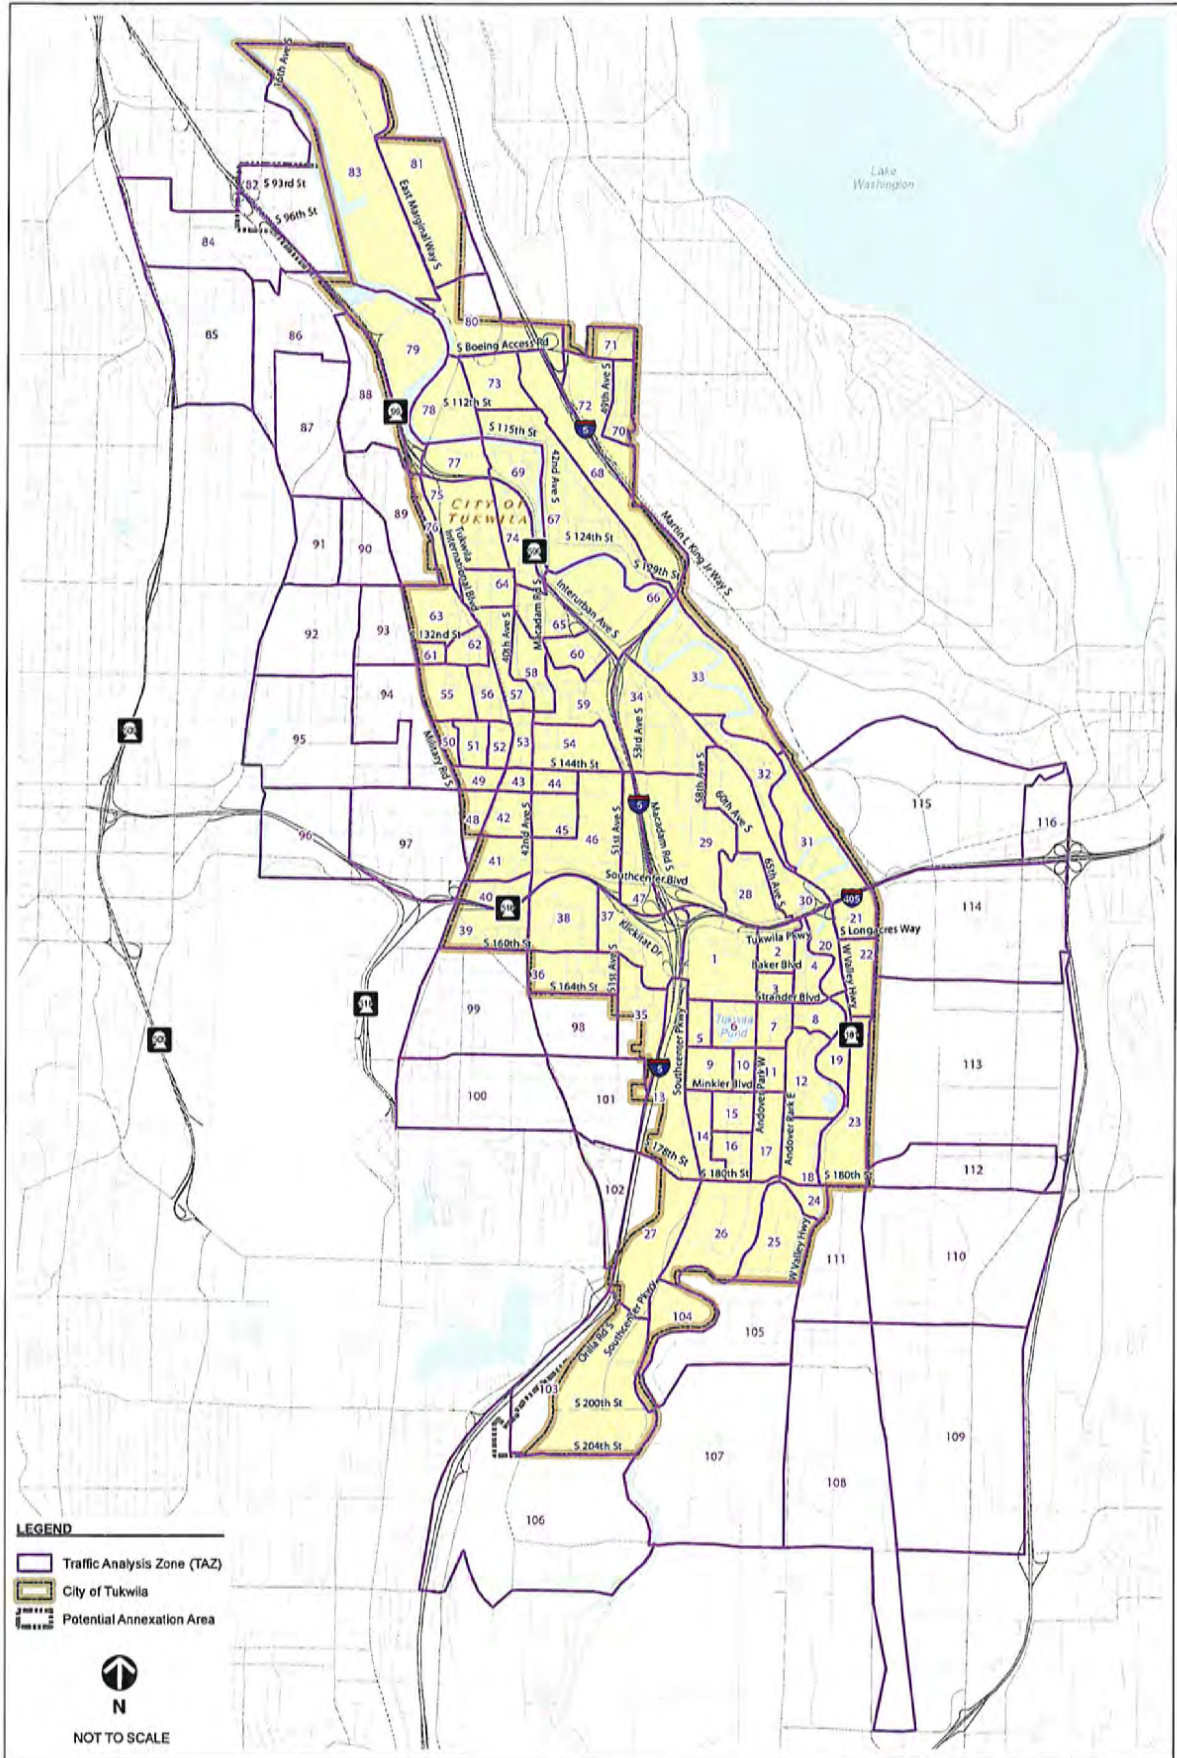 16th Ave S
Lake
Washington
81
83
82
S 93rd St
S 96th St
East Marginal Way S
84
80
85
86
79
S Boeing Access Rd
71
73
72
49th Ave S
88
99
78
S 112th St
87
S 115th St
5
70
77
69
42nd Ave S
68
75
CITY OF
TUKWILA
76
89
67
Martin L King Jr Way S
91
90
Tukwila
International Blvd
74
S 124th St
S 129th St
64
Macadam Rd S
Interurban Ave S
66
92
93
63
S 132nd St
62
40th Ave S
65
61
60
58
33
94
55
56
57
59
34
53rd Ave S
95
50
51
52
53
54
Military Rd S
S 144th St
58th Ave S
32
49
43
44
60th Ave S
115
116
48
42
42nd Ave S
45
46
51st Ave S
5
Macadam Rd S
29
31
96
97
41
Southcenter Blvd
28
65th Ave S
30
405
40
47
114
39
38
37
Klickitat Dr
21
S Longacres Way
S 160th St
Tukwila Pkwy
1
2
Baker Blvd
20
4
W Valley Hwy
22
36
S 164th St
51st Ave S
3
Strander Blvd
99
98
35
Southcenter Pkwy
Tukwila
Pond
5
6
7
8
181
19
113
5
9
10
11
12
Minkler Blvd
Andover Park W
Andover Park E
100
101
13
15
23
14
16
17
S 178th St
S 180th St
18
S 180th St
112
102
24
27
26
25
W Valley Hwy
111
110
Southcenter Pkwy
104
105
Orillia Rd S
103
S 200th St
S 204th St
107
108
109
106
LEGEND
Traffic Analysis Zone (TAZ)
City of Tukwila
Potential Annexation Area
N
NOT TO SCALE